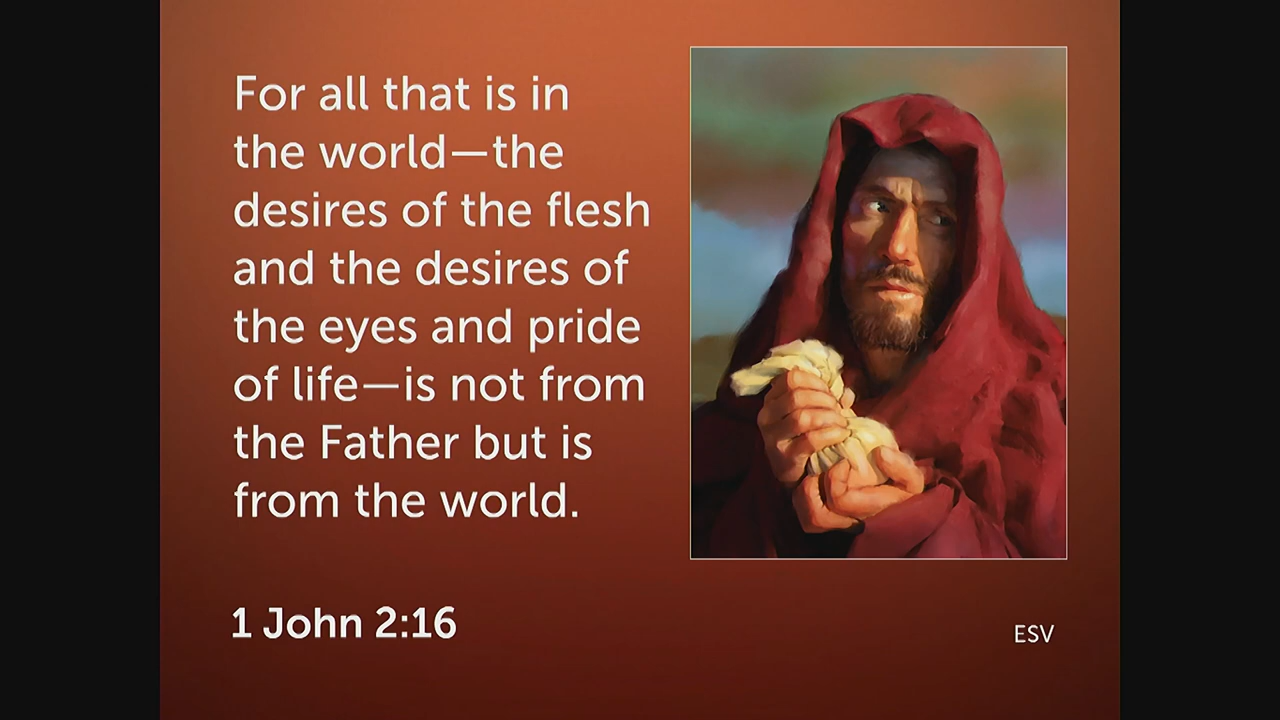 For all that is in
the world—the
desires of the flesh
and the desires of
the eyes and pride
of life—is not from
the Father but is
from the world.
1 John 2:16
ESV